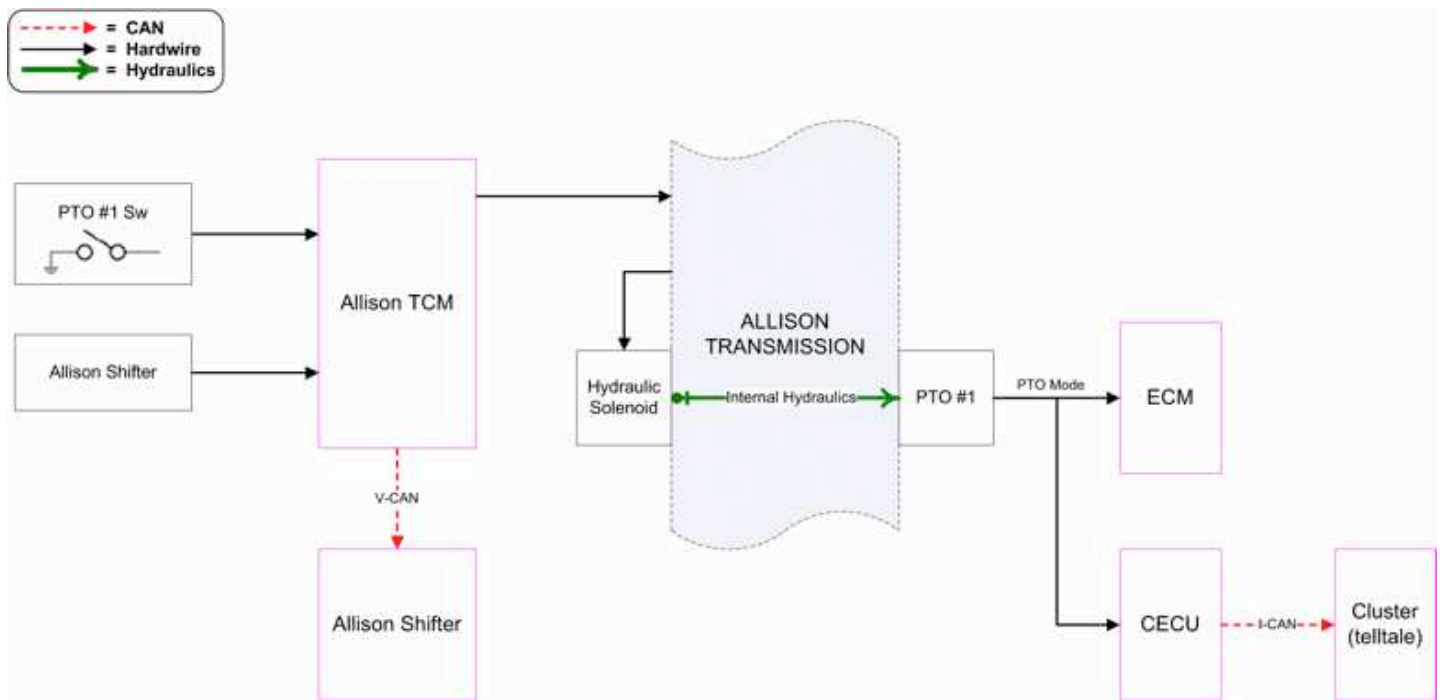 = CAN
= Hardwire
= Hydraulics
PTO #1 Sw
Allison TCM
Allison Shifter
ALLISON
TRANSMISSION
Hydraulic
Solenoid
Internal Hydraulics
PTO #1
PTO Mode
ECM
V-CAN
Allison Shifter
CECU
I-CAN
Cluster
(telltale)